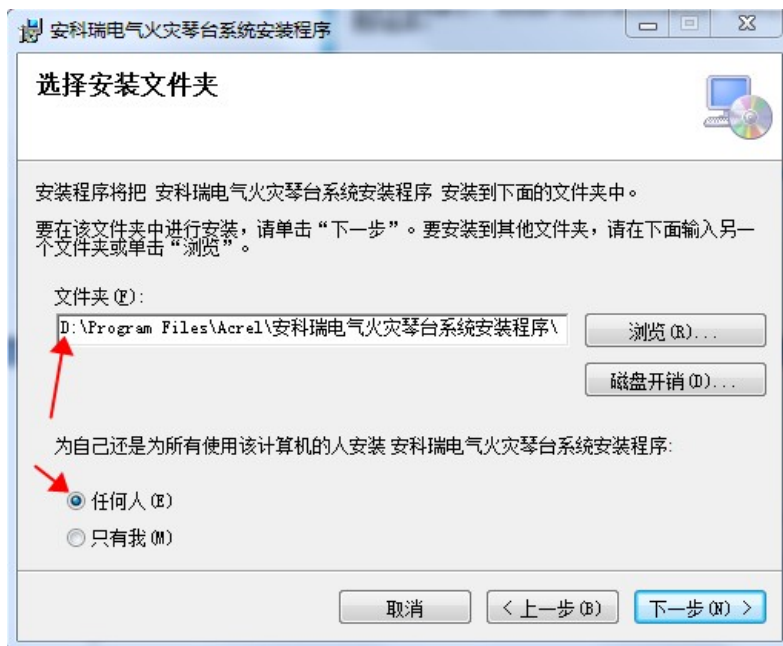 安科瑞电气火灾琴台系统安装程序
选择安装文件夹
安装程序将把 安科瑞电气火灾琴台系统安装程序 安装到下面的文件夹中。
要在该文件夹中进行安装，请单击“下一步”。要安装到其他文件夹，请在下面输入另一
个文件夹或单击“浏览”。
文件夹(F):
D:\Program Files\Acrel\安科瑞电气火灾琴台系统安装程序\
浏览(R)...
磁盘开销(D)...
为自己还是为所有使用该计算机的人安装 安科瑞电气火灾琴台系统安装程序:
任何人(E)
只有我(M)
取消
< 上一步(B)
下一步(N) >